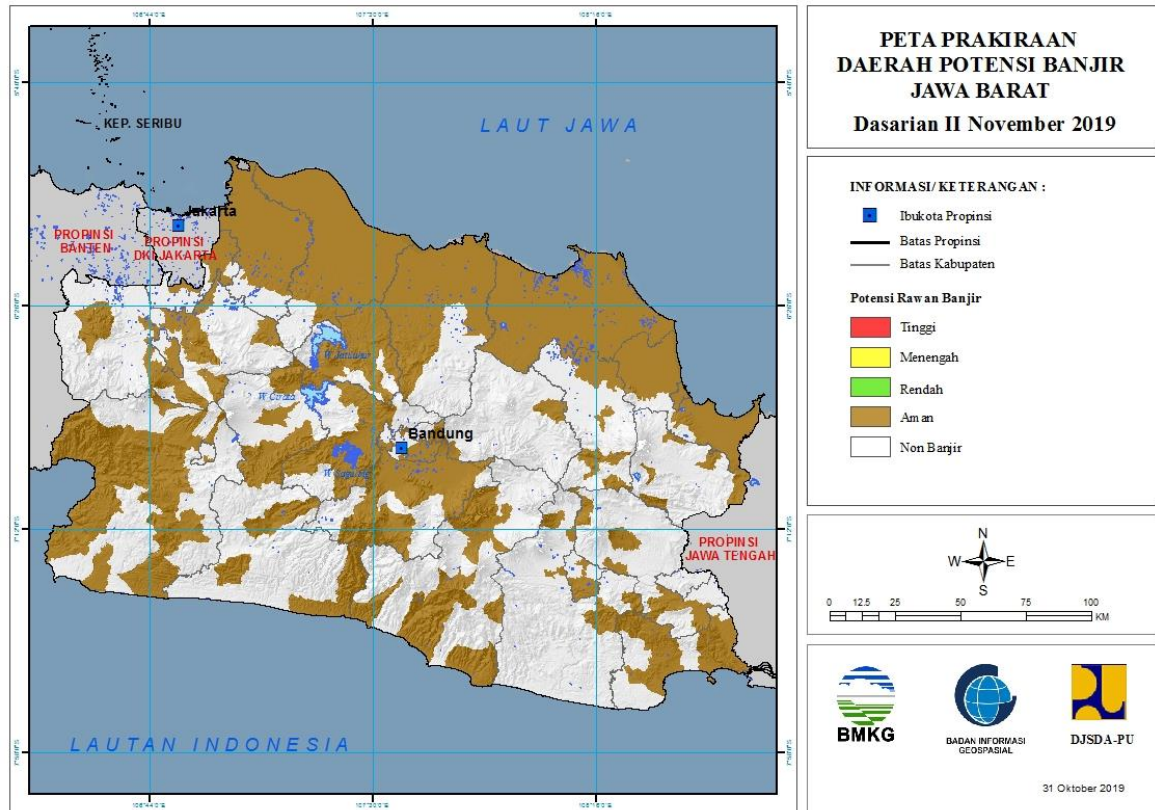 PETA PRAKIRAAN
DAERAH POTENSI BANJIR
JAWA BARAT
Dasarian II November 2019
INFORMASI/ KETERANGAN :
Ibukota Propinsi
Batas Propinsi
Batas Kabupaten
Potensi Rawan Banjir
Tinggi
Menengah
Rendah
Aman
Non Banjir
N
W E
S
0 12.5 25 50 75 100
KM
BMKG
BADAN INFORMASI
GEOSPASIAL
DJSDA-PU
31 Oktober 2019
KEP. SERIBU
LAUT JAWA
Jakarta
PROPINSI
BANTEN
PROPINSI
DKI JAKARTA
W. Jatiluhur
W. Cirata
Bandung
W. Saguling
PROPINSI
JAWA TENGAH
LAUTAN INDONESIA